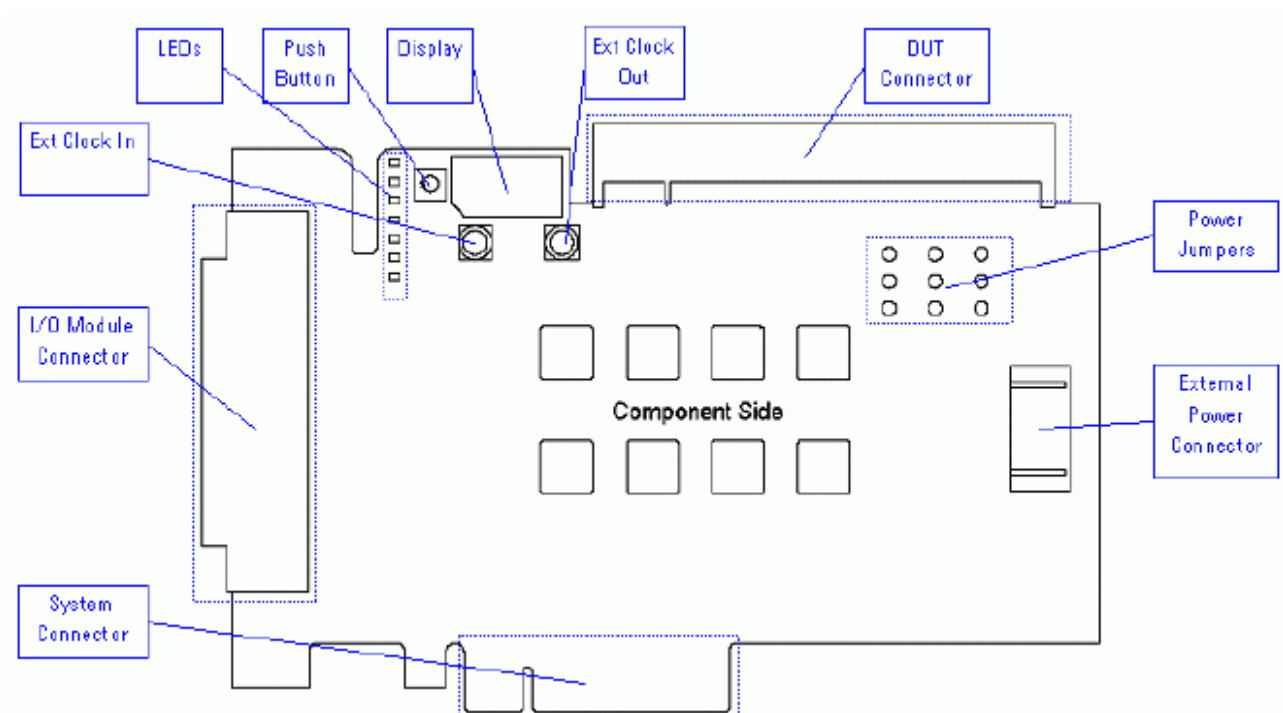 LEDs
Push
Button
Display
Ext Clock
Out
DUT
Connector
Ext Clock In
Power
Jumpers
I/O Module
Connector
External
Power
Connector
Component Side
System
Connector